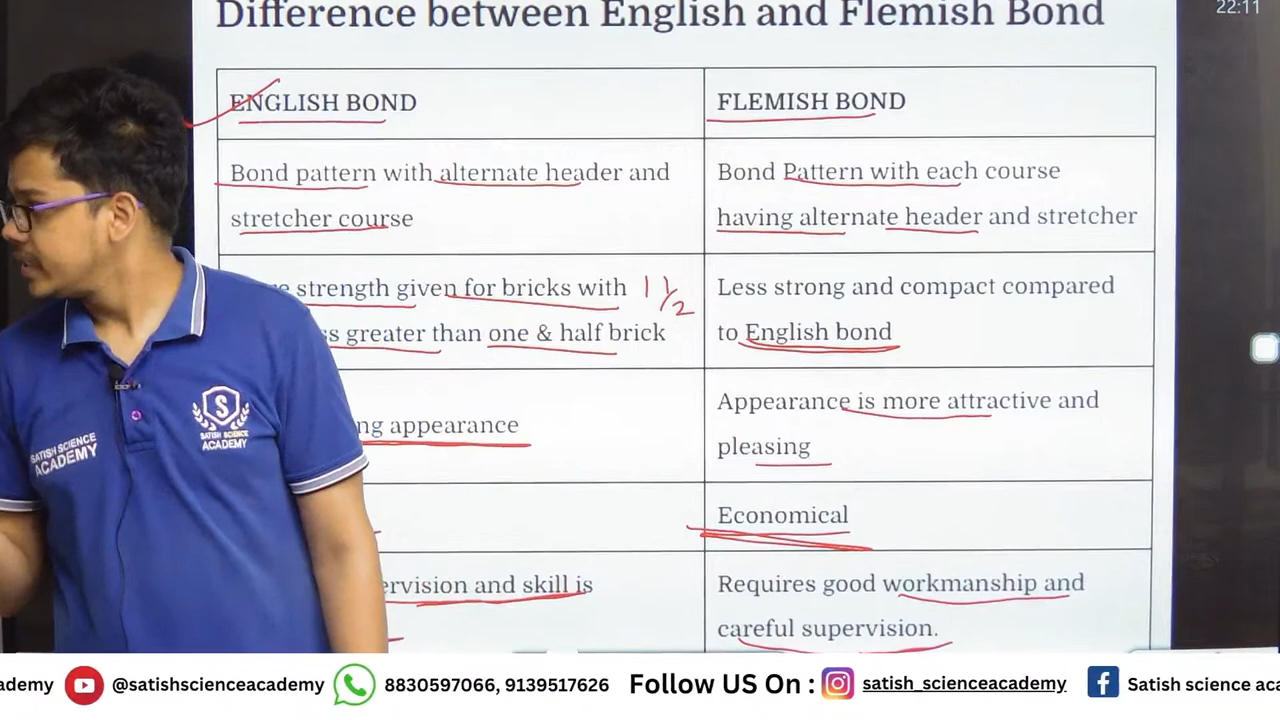 Difference between English and Flemish Bond
22:11
ENGLISH BOND
FLEMISH BOND
Bond pattern with alternate header and
stretcher course
Bond Pattern with each course
having alternate header and stretcher
strength given for bricks with 1 1/2
greater than one & half brick
Less strong and compact compared
to English bond
appearance
Appearance is more attractive and
pleasing
Economical
and skill is
Requires good workmanship and
careful supervision.
S
SATISH SCIENCE
ACADEMY
SATISH SCIENCE
ACADEMY
@satishscienceacademy
8830597066, 9139517626
Follow US On :
satish_scienceacademy
Satish science